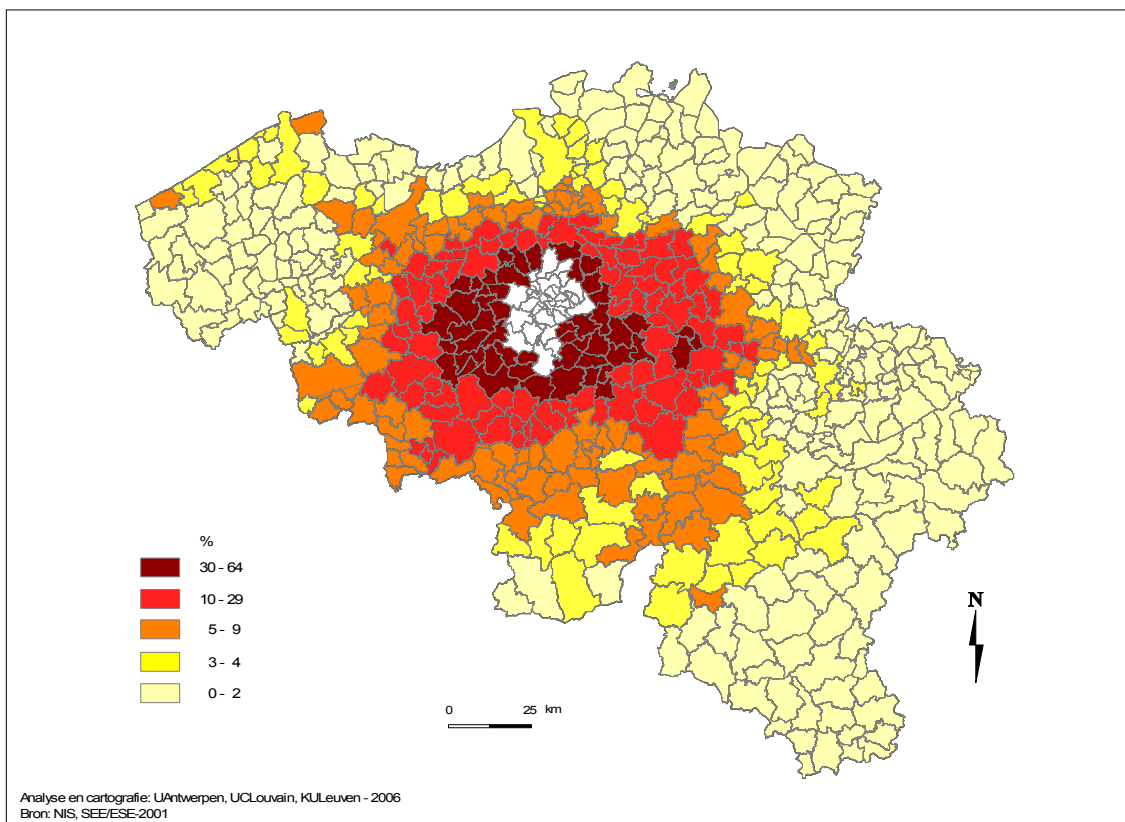 %
30 - 64
10 - 29
5 - 9
3 - 4
0 - 2
0 25 km
N
Analyse en cartografie: UAntwerpen, UCLouvain, KULeuven - 2006
Bron: NIS, SEE/ESE-2001